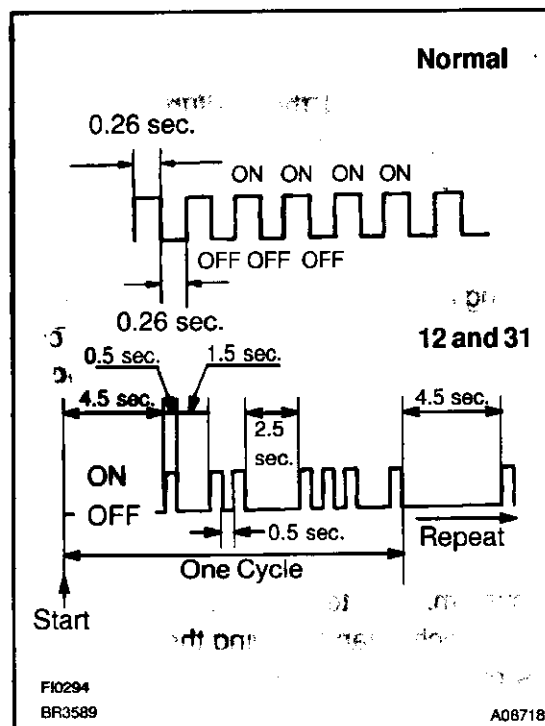 Normal
0.26 sec.
ON ON ON ON
OFF OFF OFF
0.26 sec.
12 and 31
0.5 sec.
1.5 sec.
4.5 sec.
4.5 sec.
2.5
sec.
ON
OFF
0.5 sec.
Repeat
One Cycle
Start
FI0294
BR3589
A08718